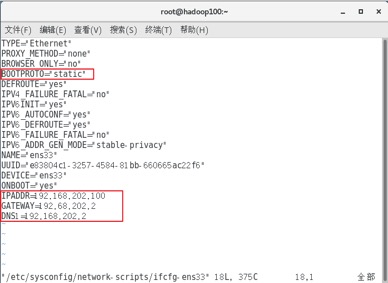 root@hadoop100:~
文件(F) 编辑(E) 查看(V) 搜索(S) 终端(T) 帮助(H)
TYPE="Ethernet"
PROXY_METHOD="none"
BROWSER_ONLY="no"
BOOTPROTO="static"
DEFROUTE="yes"
IPV4_FAILURE_FATAL="no"
IPV6INIT="yes"
IPV6_AUTOCONF="yes"
IPV6_DEFROUTE="yes"
IPV6_FAILURE_FATAL="no"
IPV6_ADDR_GEN_MODE="stable-privacy"
NAME="ens33"
UUID="e83804c1-3257-4584-81bb-660665ac22f6"
DEVICE="ens33"
ONBOOT="yes"
IPADDR=192.168.202.100
GATEWAY=192.68.202.2
DNS1=192.168.202.2
~
~
~
~
"/etc/sysconfig/network-scripts/ifcfg-ens33" 18L, 375C 18,1 全部